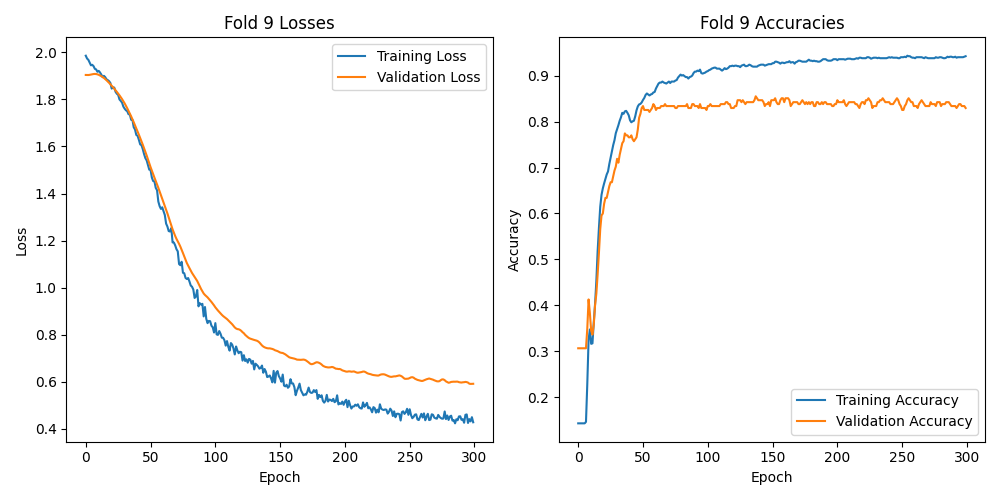 Fold 9 Losses
Training Loss
Validation Loss
2.0
1.8
1.6
1.4
1.2
1.0
0.8
0.6
0.4
Loss
0 50 100 150 200 250 300
Epoch
Fold 9 Accuracies
0.9
0.8
0.7
0.6
0.5
0.4
0.3
0.2
Accuracy
Training Accuracy
Validation Accuracy
0 50 100 150 200 250 300
Epoch